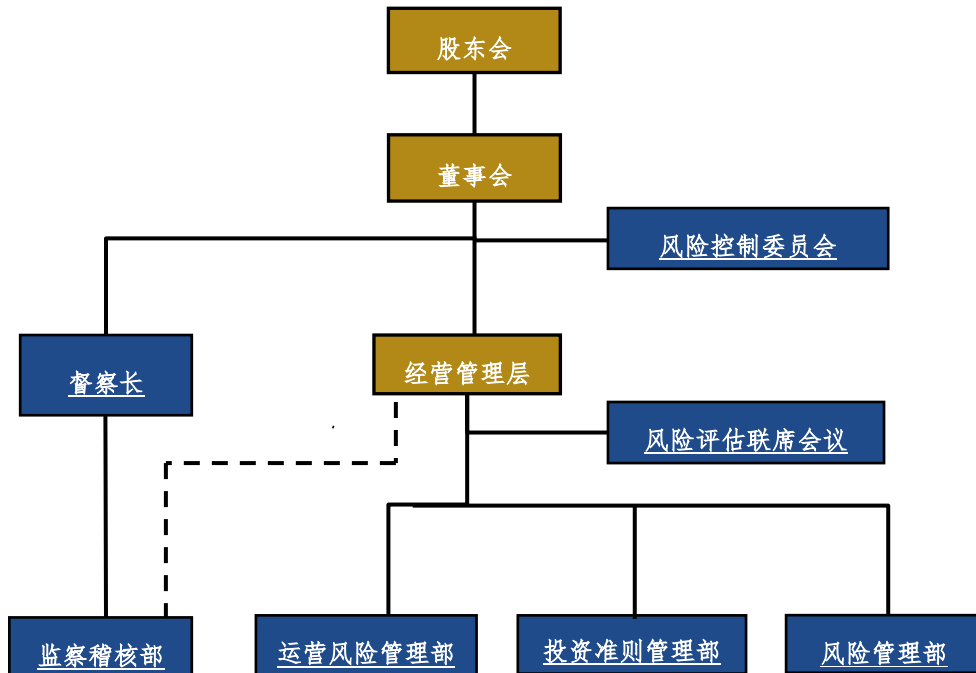 股东会
董事会
风险控制委员会
督察长
经营管理层
风险评估联席会议
监察稽核部
运营风险管理部
投资准则管理部
风险管理部